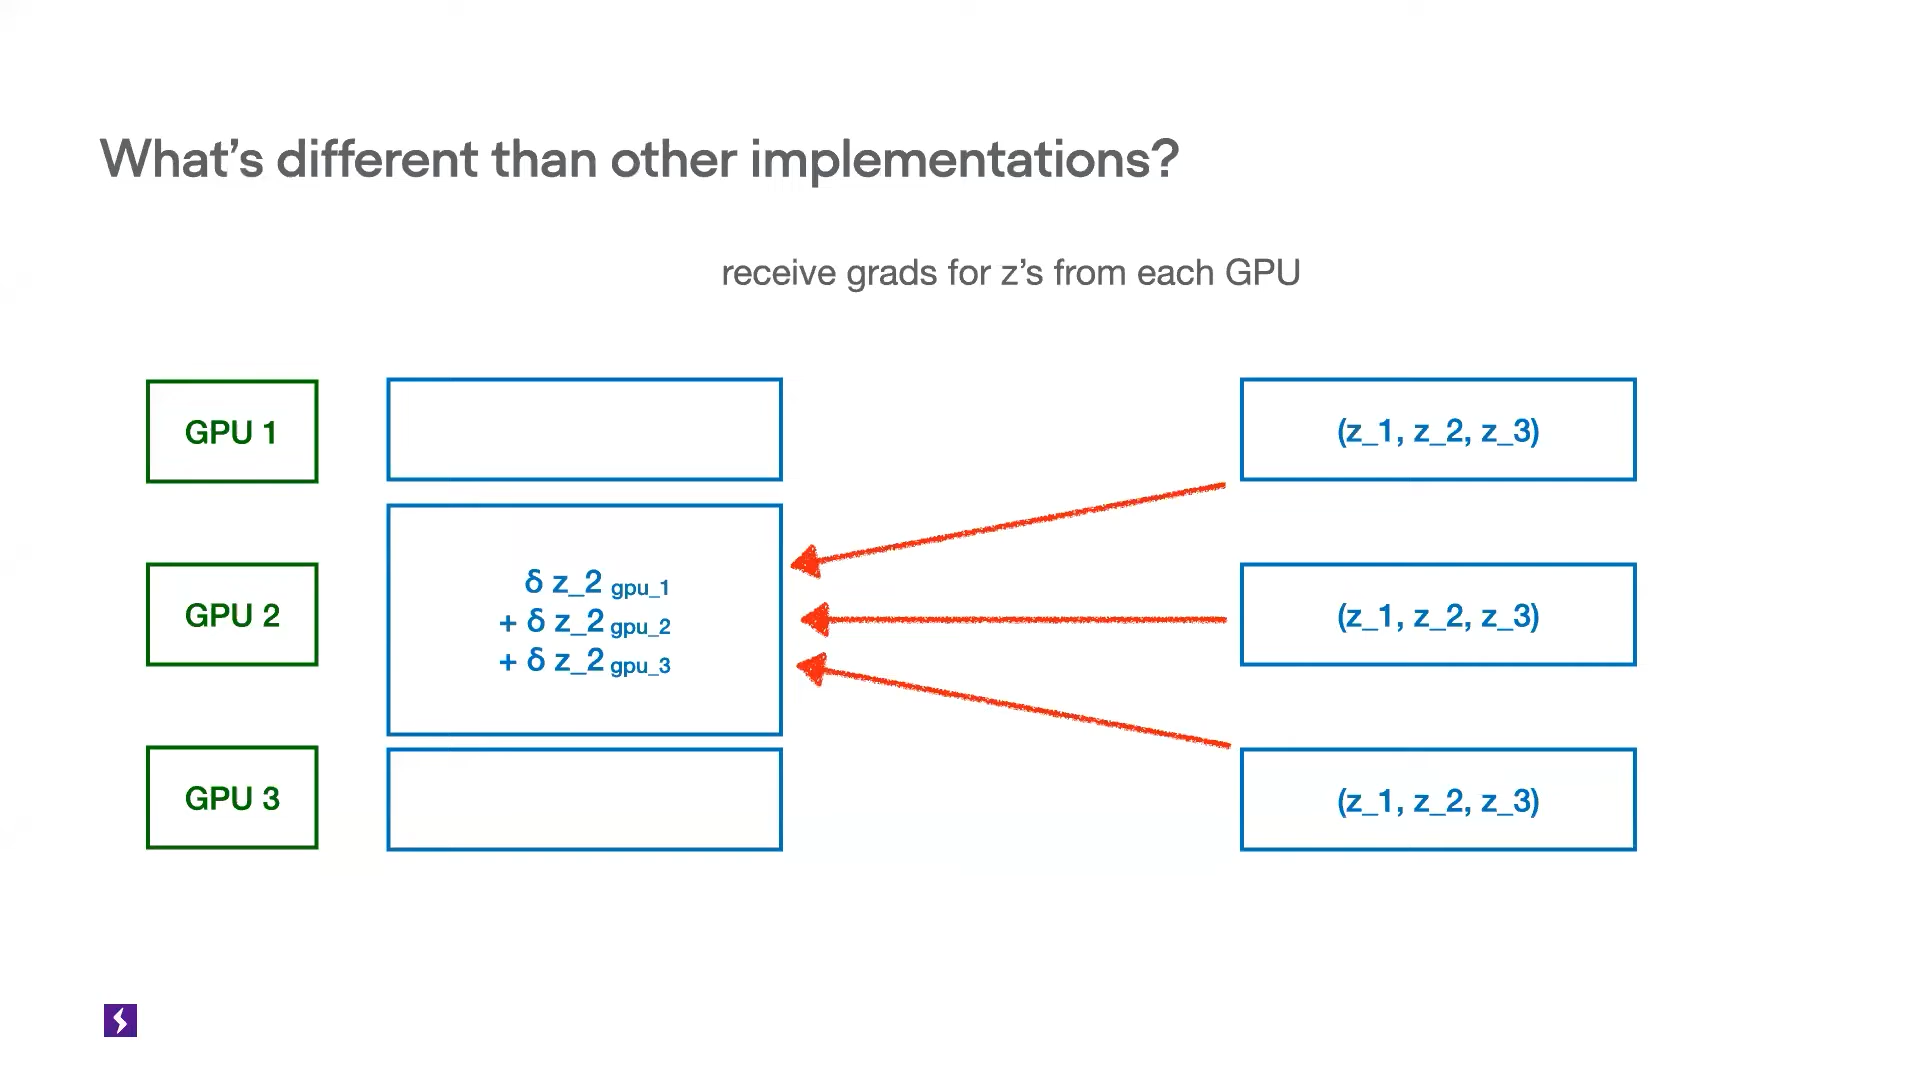 What’s different than other implementations?
receive grads for z’s from each GPU
GPU 1
(z_1, z_2, z_3)
GPU 2
δ z_2 gpu_1
+ δ z_2 gpu_2
+ δ z_2 gpu_3
(z_1, z_2, z_3)
GPU 3
(z_1, z_2, z_3)